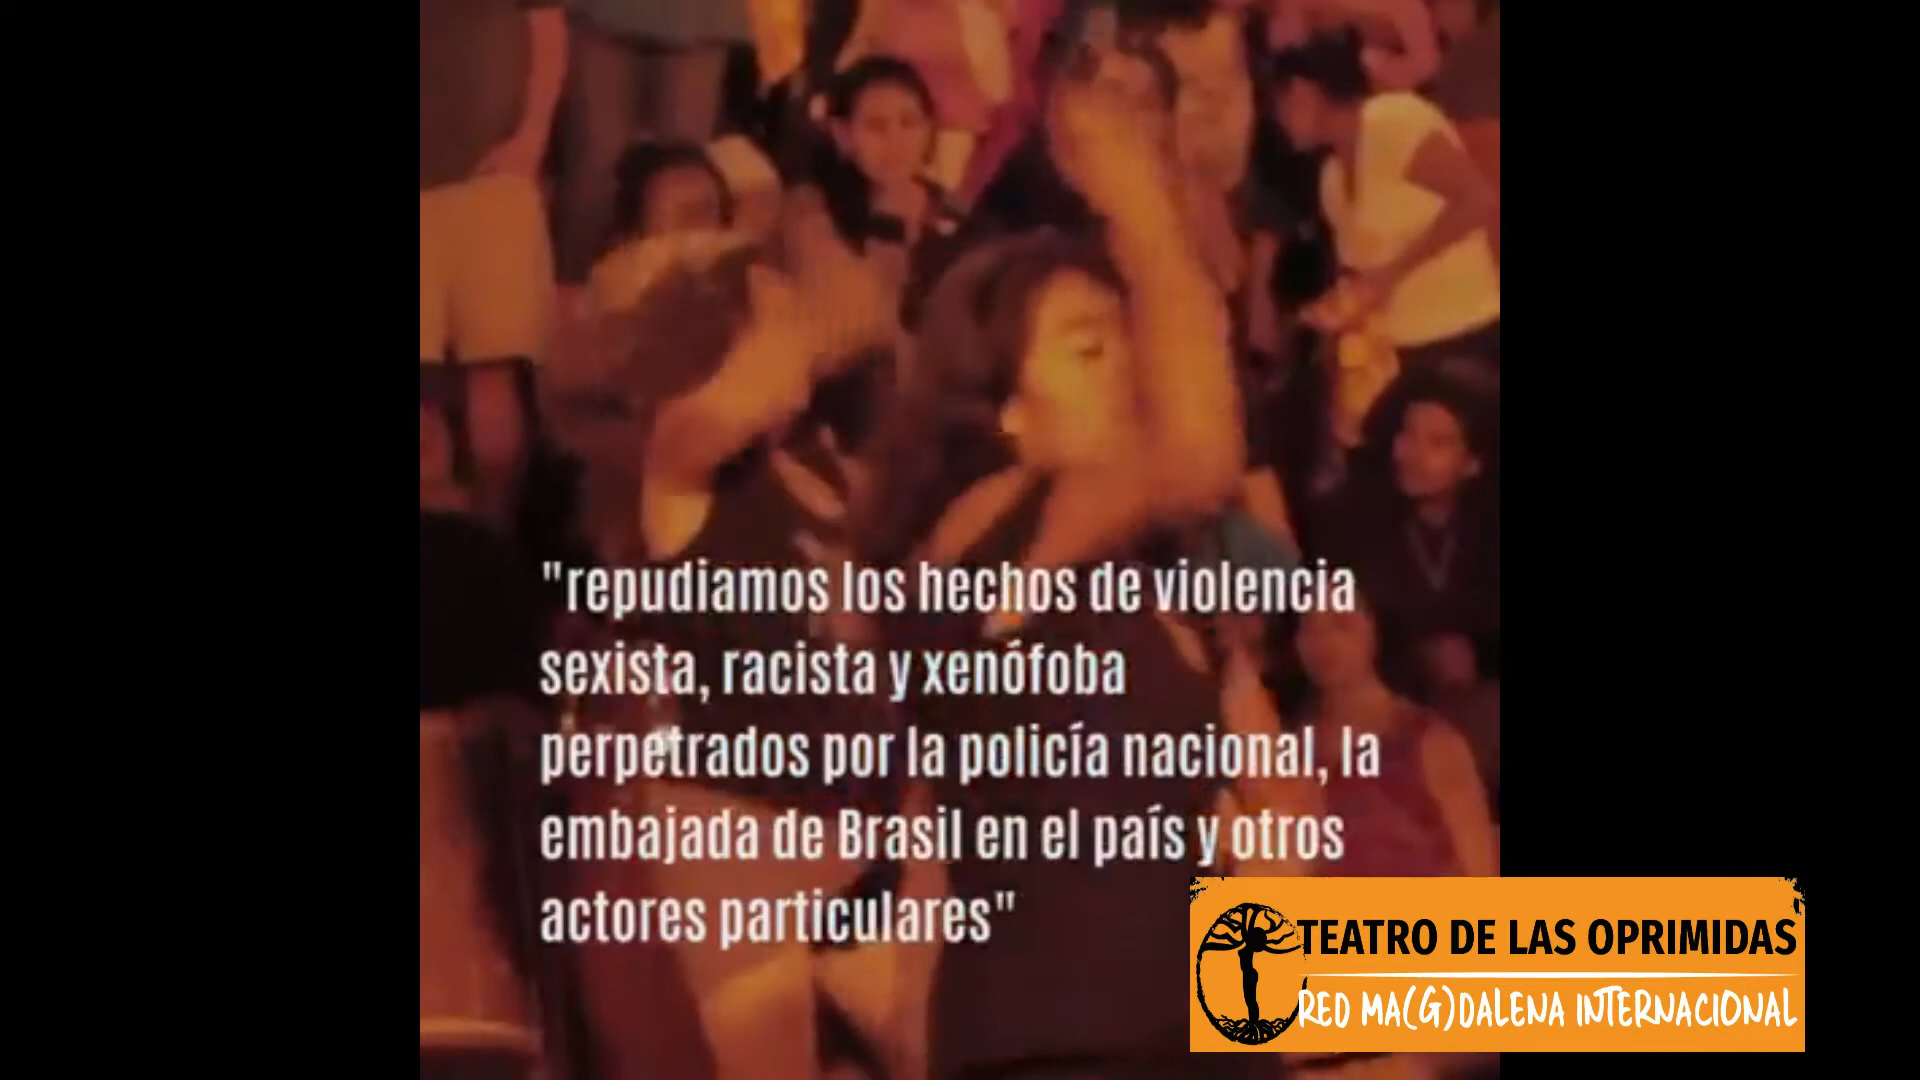 "repudiamos los hechos de violencia
sexista, racista y xenófoba
perpetrados por la policía nacional, la
embajada de Brasil en el país y otros
actores particulares"
TEATRO DE LAS OPRIMIDAS
RED MA(G)DALENA INTERNACIONAL